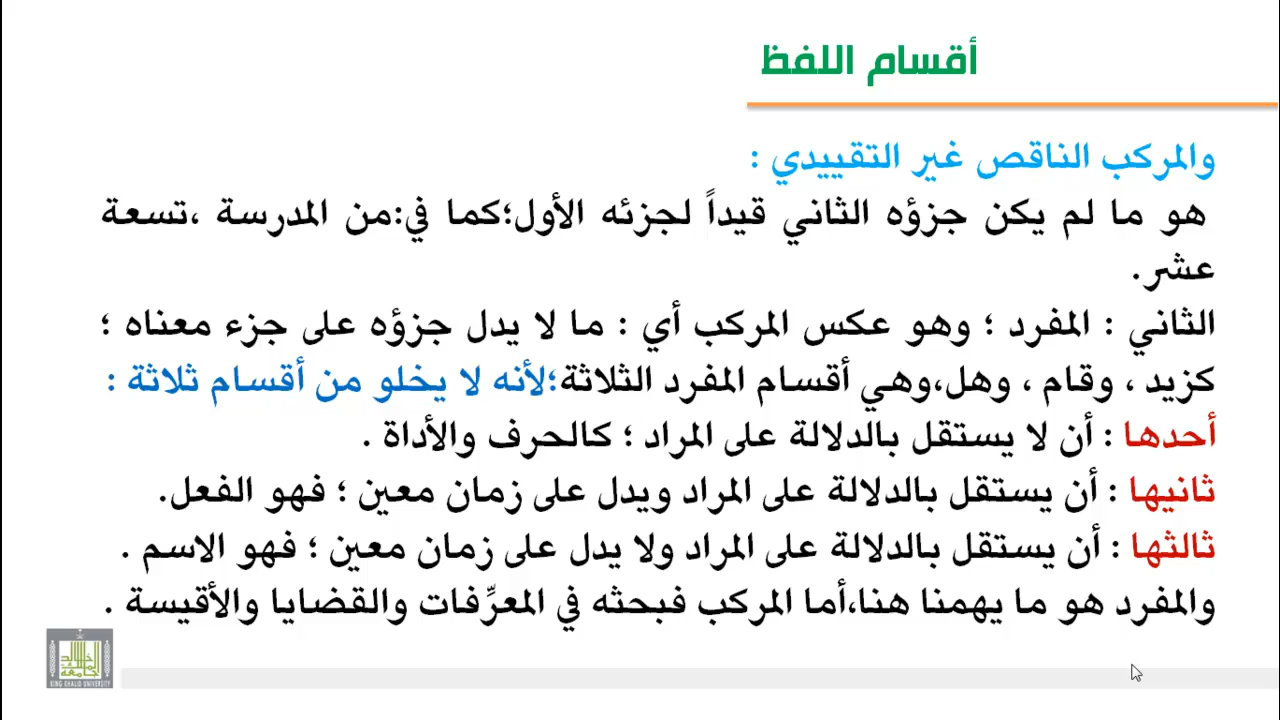 أقسام اللفظ
والمركب الناقص غير التقييدي :
هو ما لم يكن جزؤه الثاني قيداً لجزئه الأول؛كما في:من المدرسة ،تسعة
عشر.
الثاني : المفرد ؛ وهو عكس المركب أي : ما لا يدل جزؤه على جزء معناه ؛
كزيد ، وقام ، وهل،وهي أقسام المفرد الثلاثة؛لأنه لا يخلو من أقسام ثلاثة :
أحدها : أن لا يستقل بالدلالة على المراد ؛ كالحرف والأداة .
ثانيها : أن يستقل بالدلالة على المراد ويدل على زمان معين ؛ فهو الفعل.
ثالثها : أن يستقل بالدلالة على المراد ولا يدل على زمان معين ؛ فهو الاسم .
والمفرد هو ما يهمنا هنا،أما المركب فبحثه في المعرِّفات والقضايا والأقيسة .
KING KHALID UNIVERSITY